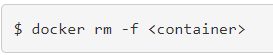 $ docker rm -f <container>